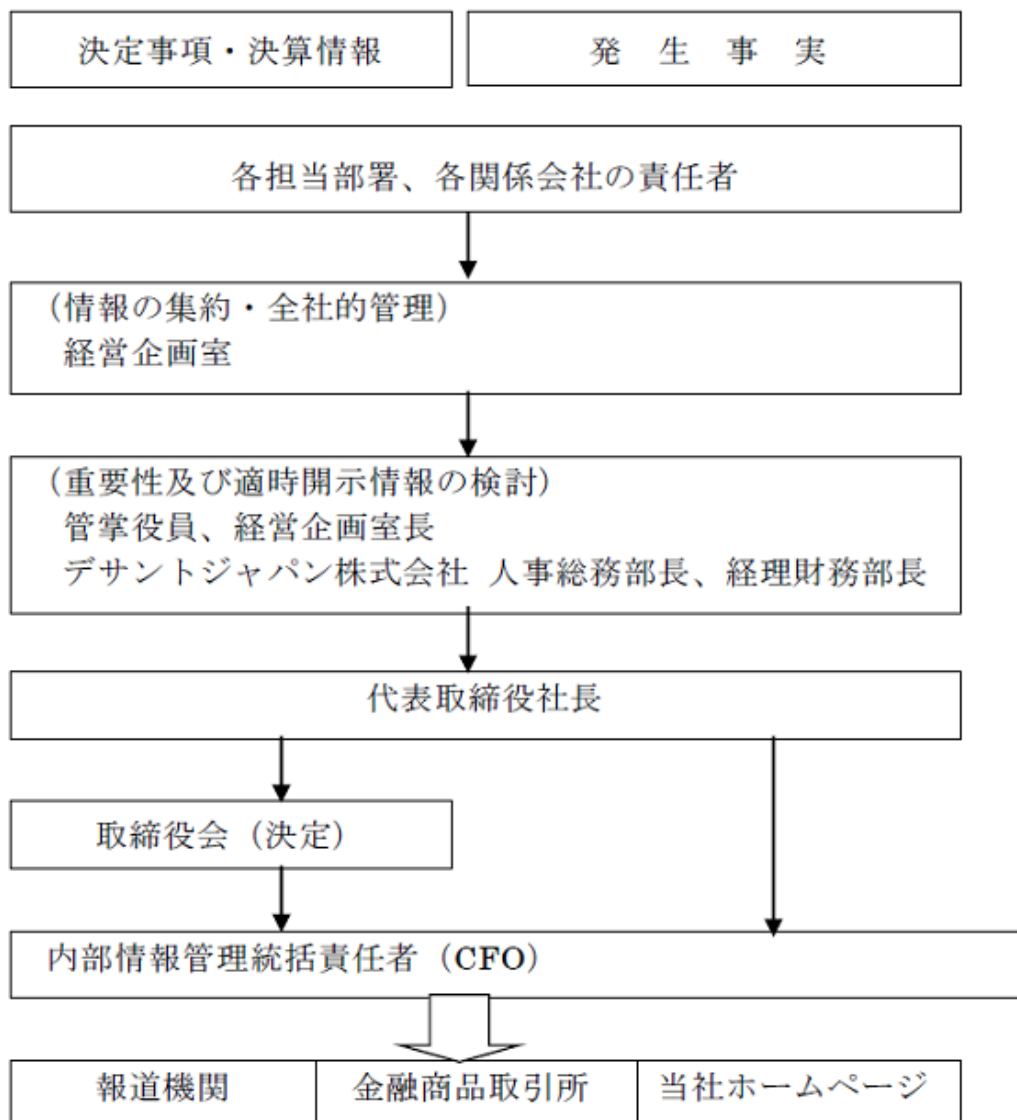 決定事項・決算情報
発 生 事 実
各担当部署、各関係会社の責任者
（情報の集約・全社的管理）
経営企画室
（重要性及び適時開示情報の検討）
管掌役員、経営企画室長
デサントジャパン株式会社 人事総務部長、経理財務部長
代表取締役社長
取締役会（決定）
内部情報管理統括責任者（CFO）
報道機関
金融商品取引所
当社ホームページ